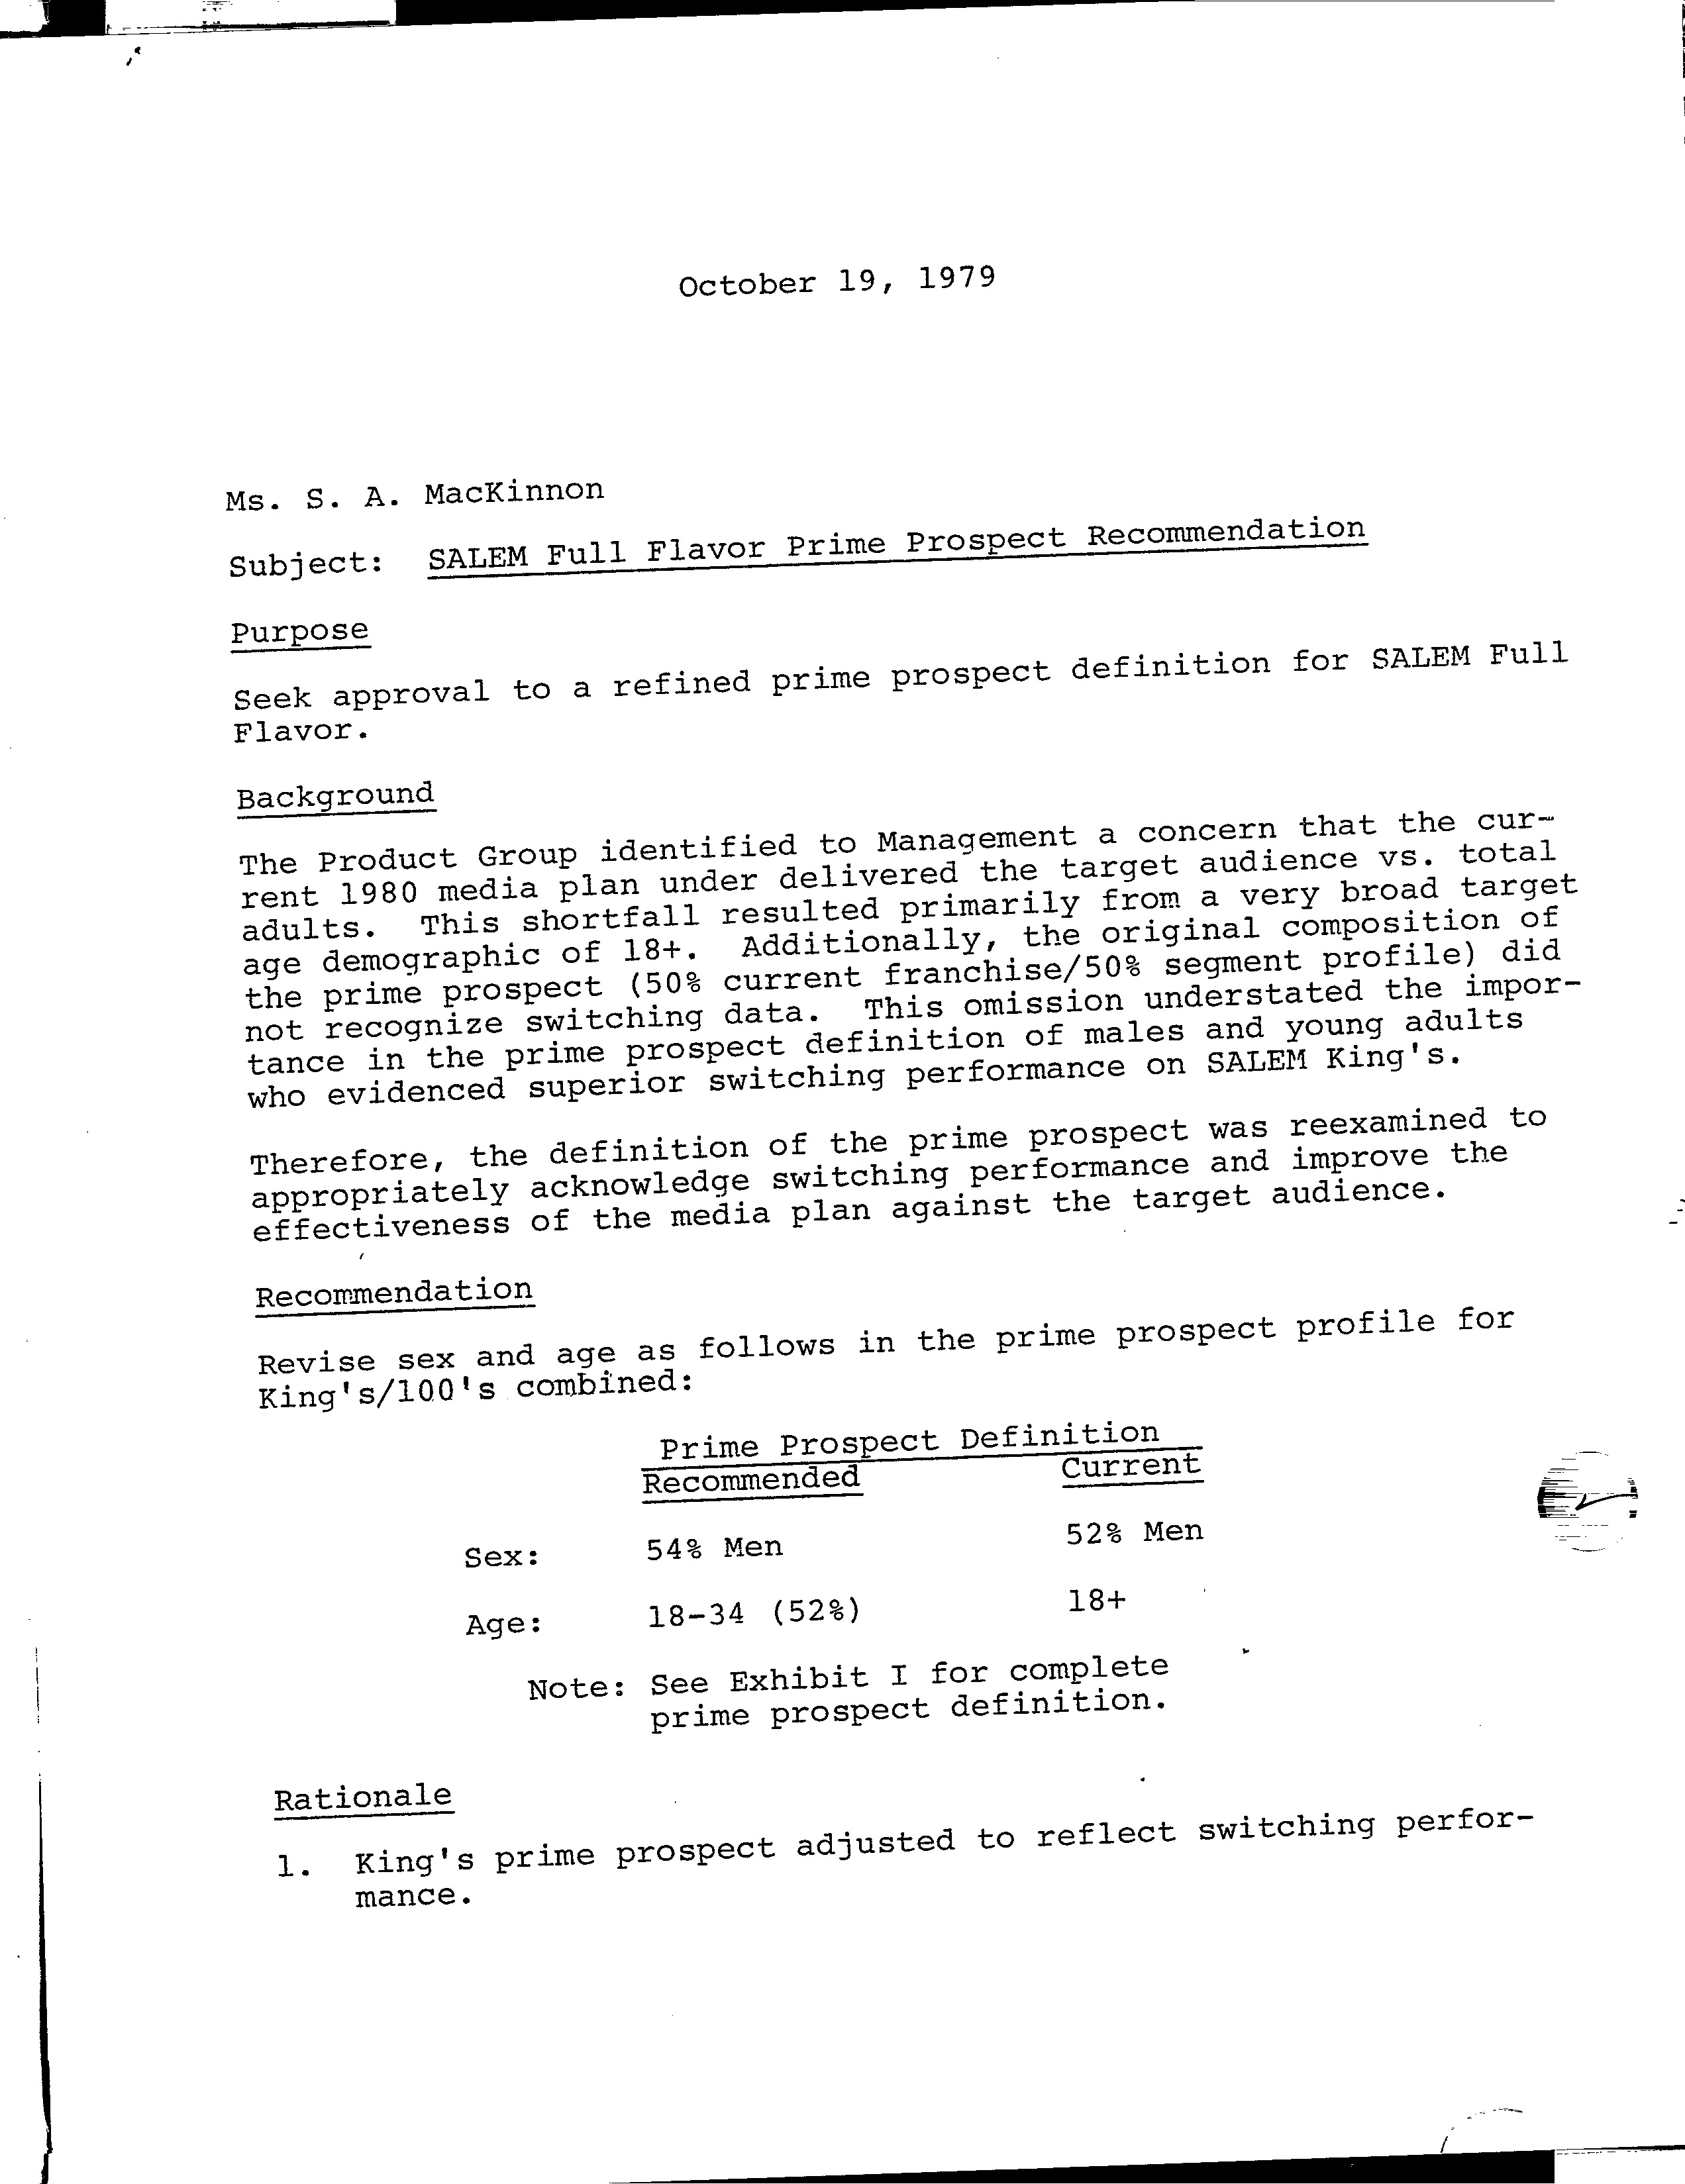 October 19, 1979
Ms. S. A. MacKinnon
Subject: SALEM Full Flavor Prime Prospect Recommendation
Purpose
Seek approval to a refined prime prospect definition for SALEM Full
Flavor.
Background
The Product Group identified to Management a concern that the cur-
rent 1980 media plan under delivered the target audience vs. total
adults. This shortfall resulted primarily from a very broad target
age demographic of 18+. Additionally, the original composition of
the prime prospect (50% current franchise/50% segment profile) did
not recognize switching data. This omission understated the impor-
tance in the prime prospect definition of males and young adults
who evidenced superior switching performance on SALEM King's.
Therefore, the definition of the prime prospect was reexamined to
appropriately acknowledge switching performance and improve the
effectiveness of the media plan against the target audience.
Recommendation
Revise sex and age as follows in the prime prospect profile for
King's/100's combined:
Prime Prospect Definition
Recommended Current
Sex: 54% Men 52% Men
Age: 18-34 (52%) 18+
Note: See Exhibit I for complete
prime prospect definition.
Rationale
1. King's prime prospect adjusted to reflect switching perfor-
mance.